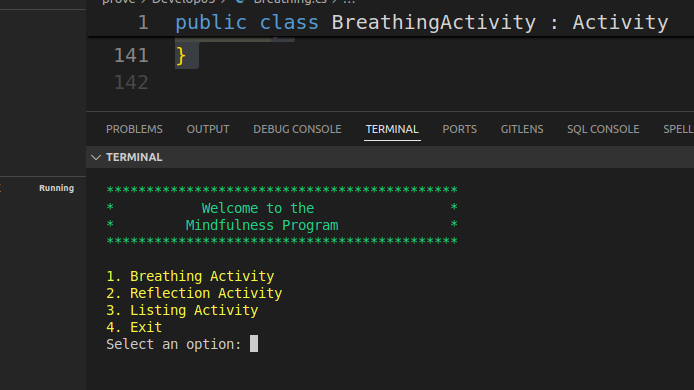 prove > Develop05 > Breathing.cs > ...
1 public class BreathingActivity : Activity
141 }
142
PROBLEMS OUTPUT DEBUG CONSOLE TERMINAL PORTS GITLENS SQL CONSOLE SPELL
TERMINAL
Running
********************************************
* Welcome to the *
* Mindfulness Program *
********************************************
1. Breathing Activity
2. Reflection Activity
3. Listing Activity
4. Exit
Select an option: